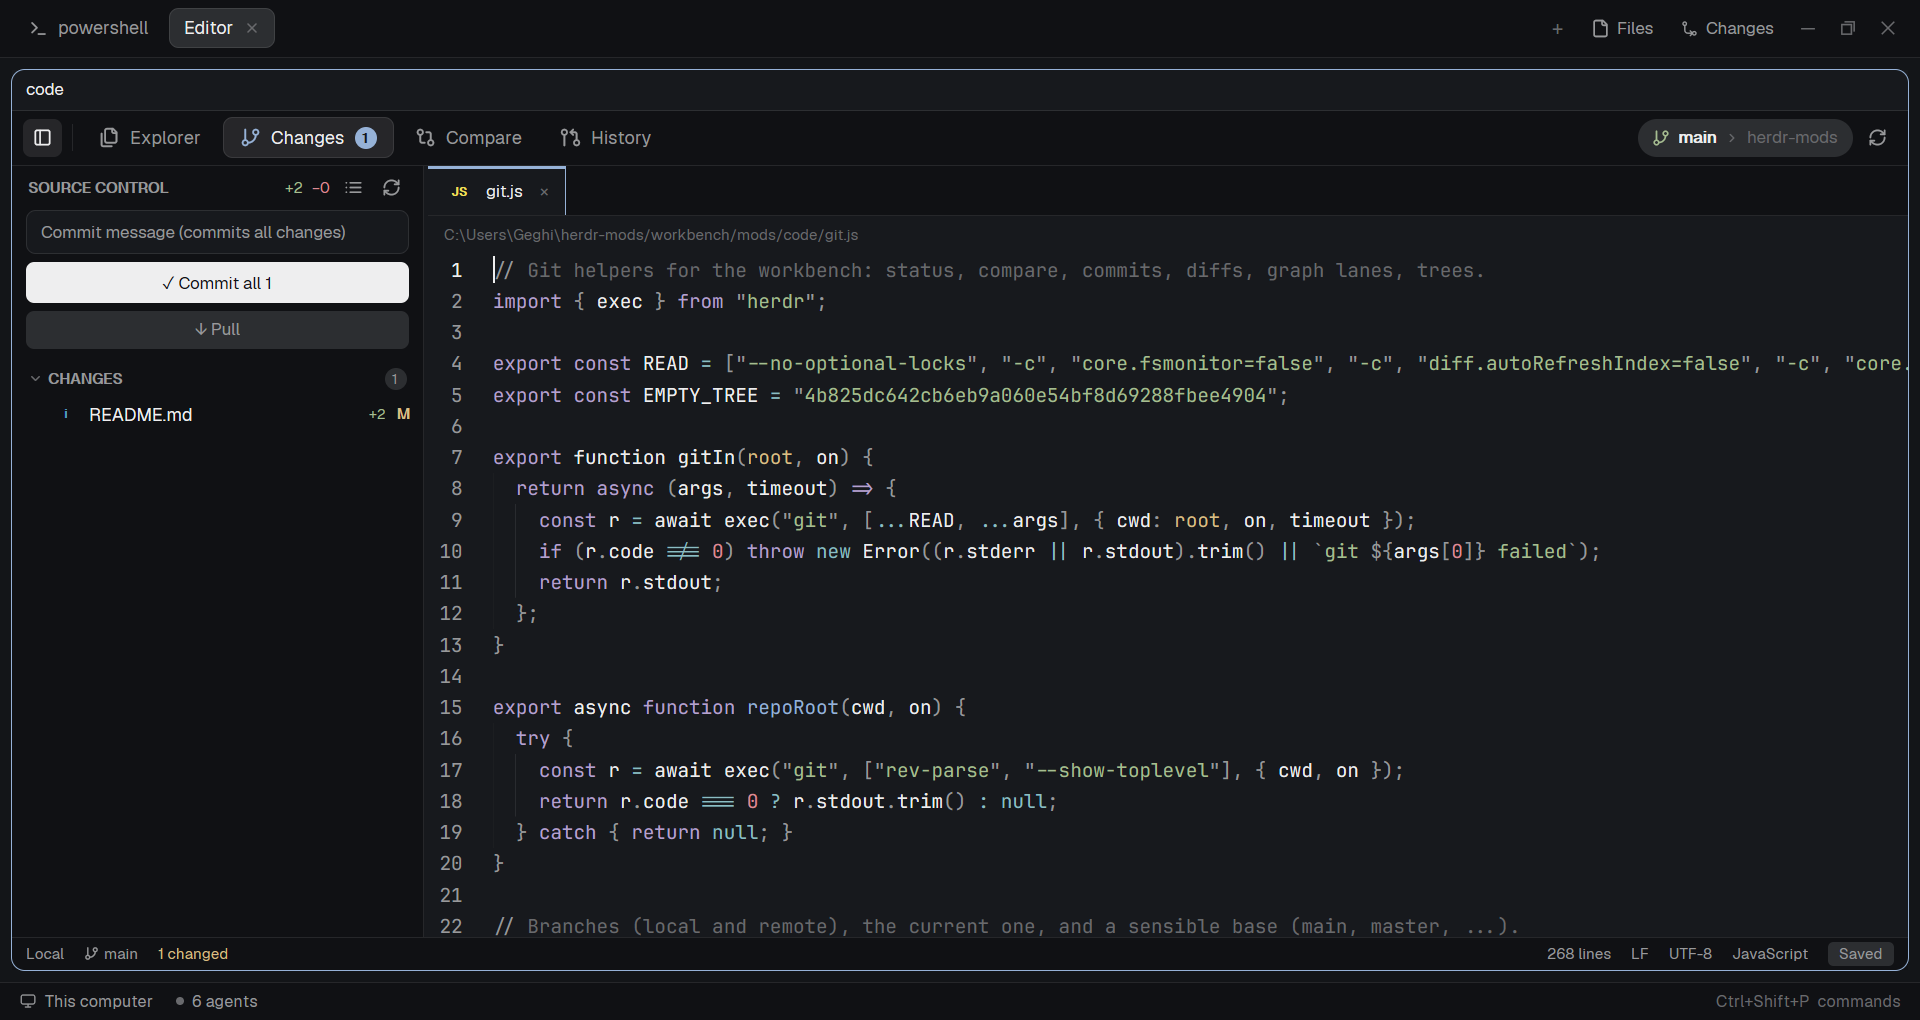 powershell
Editor
Files
Changes
code
Explorer
Changes 1
Compare
History
main › herdr-mods
SOURCE CONTROL
+2 −0
Commit message (commits all changes)
✓ Commit all 1
↓ Pull
CHANGES
1
i README.md
+2 M
JS git.js ×
C:\Users\Geghi\herdr-mods/workbench/mods/code/git.js
1 // Git helpers for the workbench: status, compare, commits, diffs, graph lanes, trees.
2 import { exec } from "herdr";
3
4 export const READ = ["--no-optional-locks", "-c", "core.fsmonitor=false", "-c", "diff.autoRefreshIndex=false", "-c", "core.
5 export const EMPTY_TREE = "4b825dc642cb6eb9a060e54bf8d69288fbee4904";
6
7 export function gitIn(root, on) {
8 return async (args, timeout) => {
9 const r = await exec("git", [...READ, ...args], { cwd: root, on, timeout });
10 if (r.code !== 0) throw new Error((r.stderr || r.stdout).trim() || `git ${args[0]} failed`);
11 return r.stdout;
12 };
13 }
14
15 export async function repoRoot(cwd, on) {
16 try {
17 const r = await exec("git", ["rev-parse", "--show-toplevel"], { cwd, on });
18 return r.code === 0 ? r.stdout.trim() : null;
19 } catch { return null; }
20 }
21
22 // Branches (local and remote), the current one, and a sensible base (main, master, ...).
Local
main
1 changed
268 lines
LF
UTF-8
JavaScript
Saved
This computer
6 agents
Ctrl+Shift+P commands